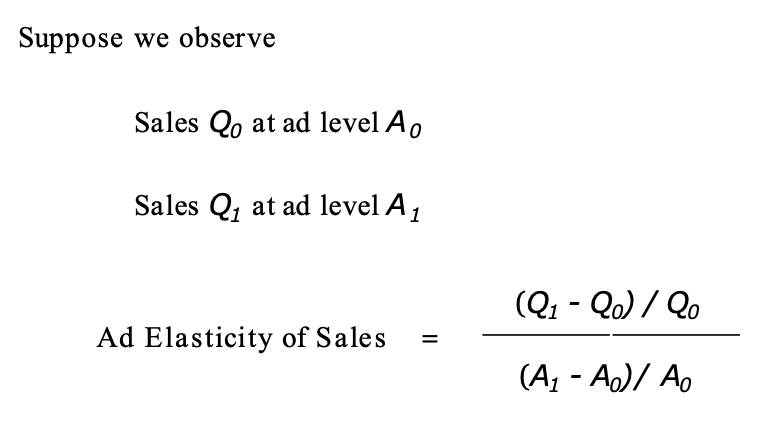 Suppose we observe
Sales Q₀ at ad level A₀
Sales Q₁ at ad level A₁
(Q₁ - Q₀) / Q₀
Ad Elasticity of Sales =
(A₁ - A₀)/ A₀